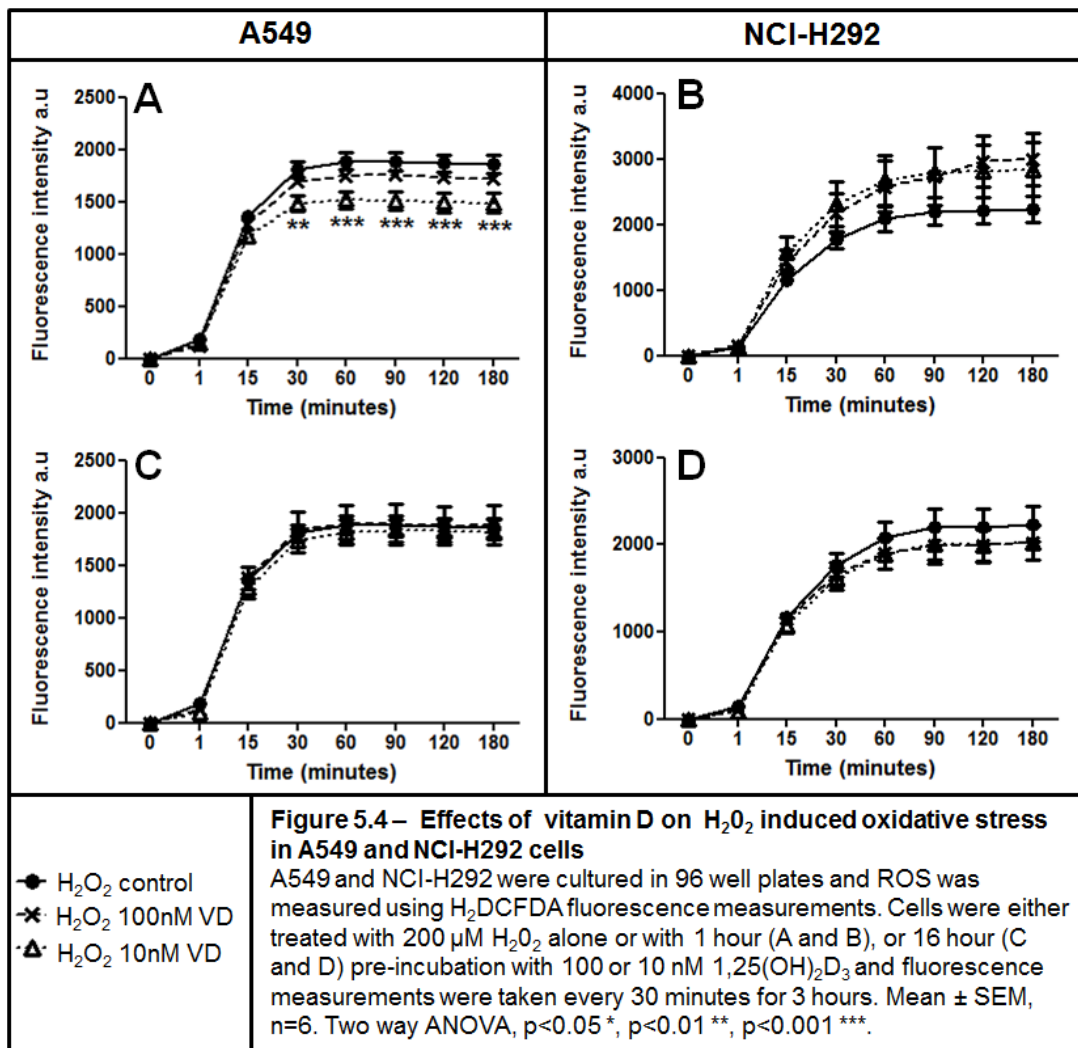 A549
NCI-H292
A
Fluorescence intensity a.u
2500
2000
1500
1000
500
0
** *** *** *** ***
0 1 15 30 60 90 120 180
Time (minutes)
B
Fluorescence intensity a.u
4000
3000
2000
1000
0
0 1 15 30 60 90 120 180
Time (minutes)
C
Fluorescence intensity a.u
2500
2000
1500
1000
500
0
0 1 15 30 60 90 120 180
Time (minutes)
D
Fluorescence intensity a.u
3000
2000
1000
0
0 1 15 30 60 90 120 180
Time (minutes)
H₂O₂ control
H₂O₂ 100nM VD
H₂O₂ 10nM VD
Figure 5.4 – Effects of vitamin D on H₂0₂ induced oxidative stress
in A549 and NCI-H292 cells
A549 and NCI-H292 were cultured in 96 well plates and ROS was
measured using H₂DCFDA fluorescence measurements. Cells were either
treated with 200 µM H₂0₂ alone or with 1 hour (A and B), or 16 hour (C
and D) pre-incubation with 100 or 10 nM 1,25(OH)₂D₃ and fluorescence
measurements were taken every 30 minutes for 3 hours. Mean ± SEM,
n=6. Two way ANOVA, p<0.05 *, p<0.01 **, p<0.001 ***.